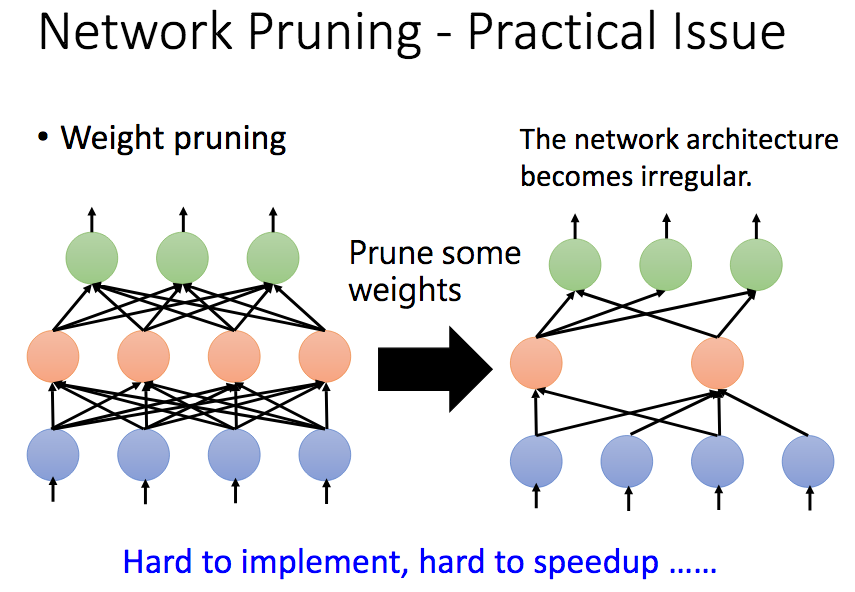 Network Pruning - Practical Issue
• Weight pruning
The network architecture
becomes irregular.
Prune some
weights
Hard to implement, hard to speedup ……